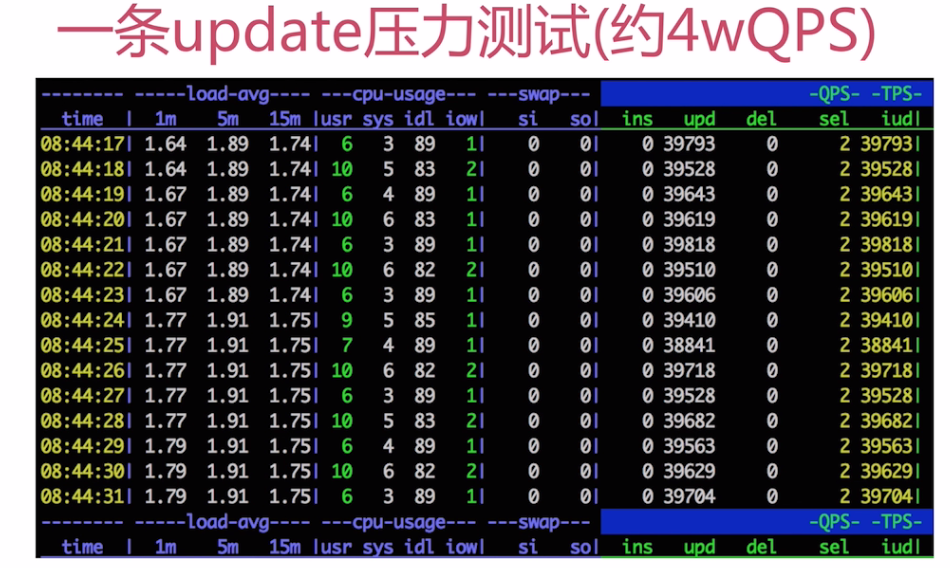 一条update压力测试(约4wQPS)
-------- -----load-avg---- ---cpu-usage--- ---swap--- -QPS- -TPS-
time | 1m 5m 15m |usr sys idl iow| si so| ins upd del sel iud|
08:44:17| 1.64 1.89 1.74| 6 3 89 1| 0 0| 0 39793 0 2 39793|
08:44:18| 1.64 1.89 1.74| 10 5 83 2| 0 0| 0 39528 0 2 39528|
08:44:19| 1.67 1.89 1.74| 6 4 89 1| 0 0| 0 39643 0 2 39643|
08:44:20| 1.67 1.89 1.74| 10 6 83 1| 0 0| 0 39619 0 2 39619|
08:44:21| 1.67 1.89 1.74| 6 3 89 1| 0 0| 0 39818 0 2 39818|
08:44:22| 1.67 1.89 1.74| 10 6 82 2| 0 0| 0 39510 0 2 39510|
08:44:23| 1.67 1.89 1.74| 6 3 89 1| 0 0| 0 39606 0 2 39606|
08:44:24| 1.77 1.91 1.75| 9 5 85 1| 0 0| 0 39410 0 2 39410|
08:44:25| 1.77 1.91 1.75| 7 4 89 1| 0 0| 0 38841 0 2 38841|
08:44:26| 1.77 1.91 1.75| 10 6 82 2| 0 0| 0 39718 0 2 39718|
08:44:27| 1.77 1.91 1.75| 6 3 89 1| 0 0| 0 39528 0 2 39528|
08:44:28| 1.77 1.91 1.75| 10 5 83 2| 0 0| 0 39682 0 2 39682|
08:44:29| 1.79 1.91 1.75| 6 4 89 1| 0 0| 0 39563 0 2 39563|
08:44:30| 1.79 1.91 1.75| 10 6 82 2| 0 0| 0 39629 0 2 39629|
08:44:31| 1.79 1.91 1.75| 6 3 89 1| 0 0| 0 39704 0 2 39704|
-------- -----load-avg---- ---cpu-usage--- ---swap--- -QPS- -TPS-
time | 1m 5m 15m |usr sys idl iow| si so| ins upd del sel iud|